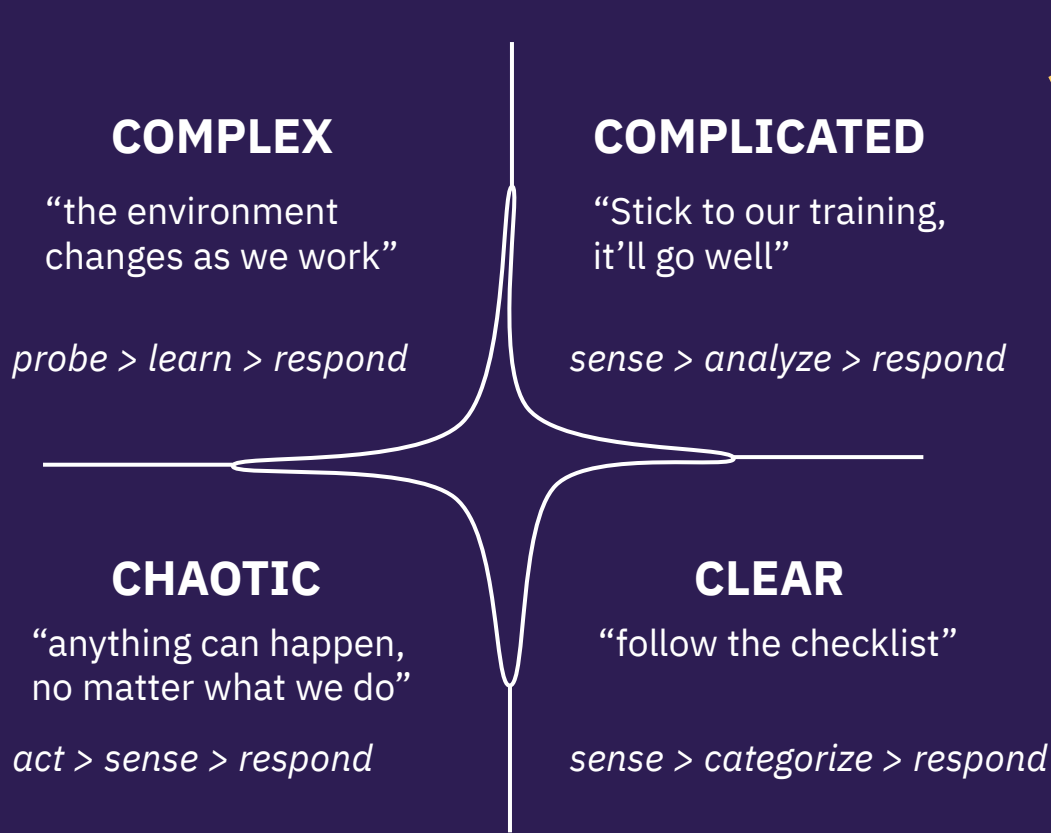 COMPLEX
“the environment
changes as we work”
probe > learn > respond
COMPLICATED
“Stick to our training,
it’ll go well”
sense > analyze > respond
CHAOTIC
“anything can happen,
no matter what we do”
act > sense > respond
CLEAR
“follow the checklist”
sense > categorize > respond